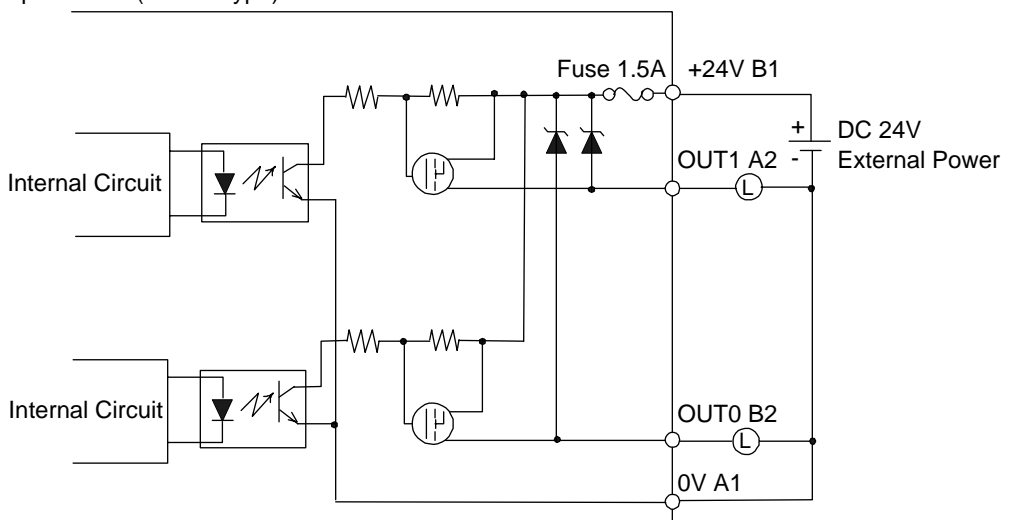 Fuse 1.5A
+24V B1
+
DC 24V
-
External Power
OUT1 A2
L
Internal Circuit
Internal Circuit
OUT0 B2
L
0V A1